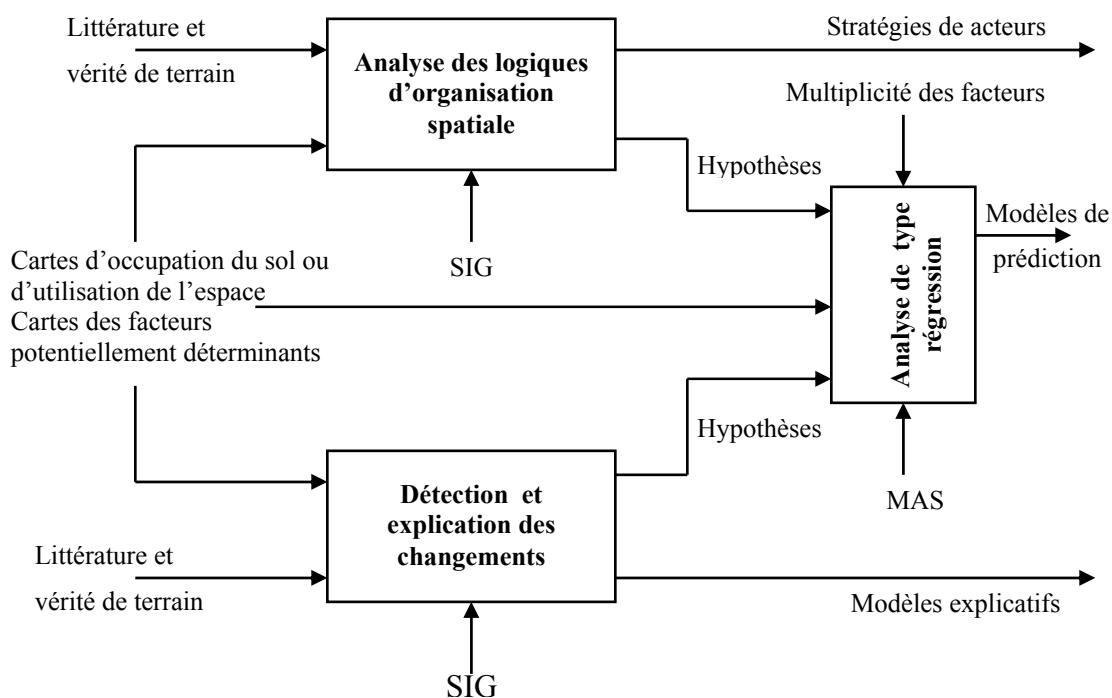 Littérature et
vérité de terrain
Analyse des logiques
d’organisation
spatiale
Stratégies de acteurs
Multiplicité des facteurs
Hypothèses
SIG
Analyse de type
régression
Modèles de
prédiction
Cartes d’occupation du sol ou
d’utilisation de l’espace
Cartes des facteurs
potentiellement déterminants
Hypothèses
MAS
Détection et
explication des
changements
Littérature et
vérité de terrain
Modèles explicatifs
SIG